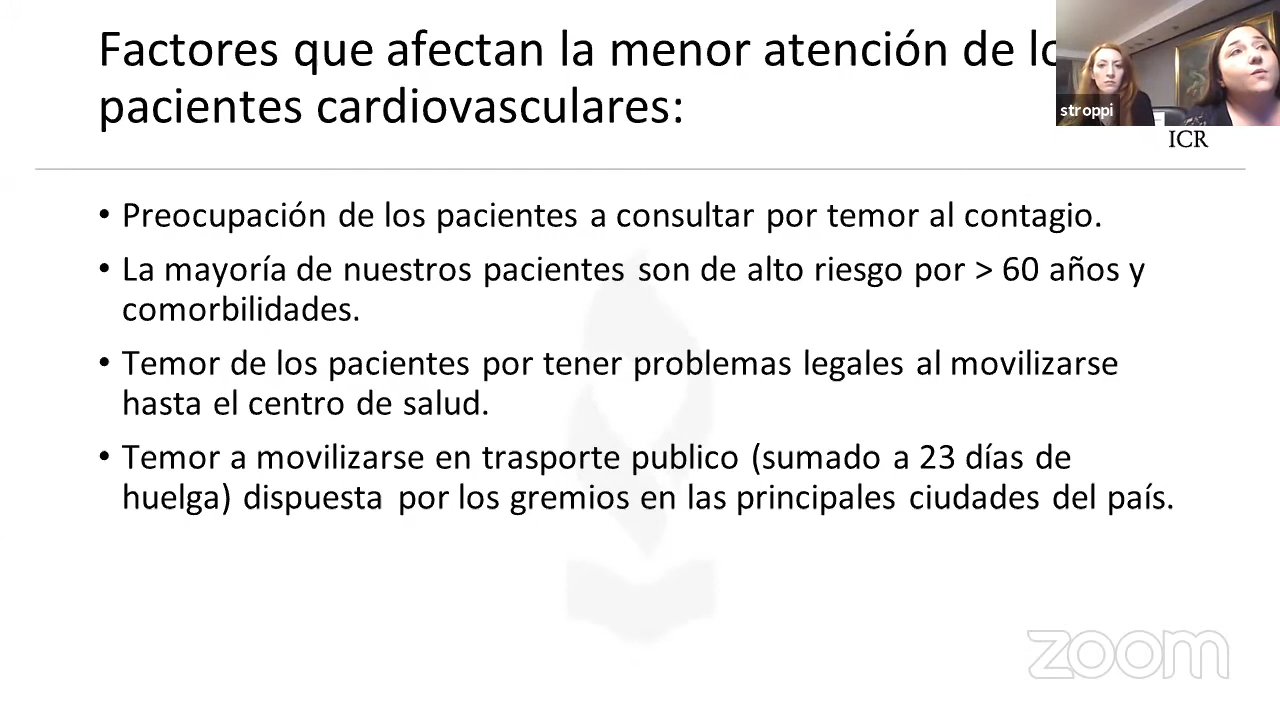 Factores que afectan la menor atención de lo
pacientes cardiovasculares:
stroppi
ICR
• Preocupación de los pacientes a consultar por temor al contagio.
• La mayoría de nuestros pacientes son de alto riesgo por > 60 años y
comorbilidades.
• Temor de los pacientes por tener problemas legales al movilizarse
hasta el centro de salud.
• Temor a movilizarse en trasporte publico (sumado a 23 días de
huelga) dispuesta por los gremios en las principales ciudades del país.
zoom